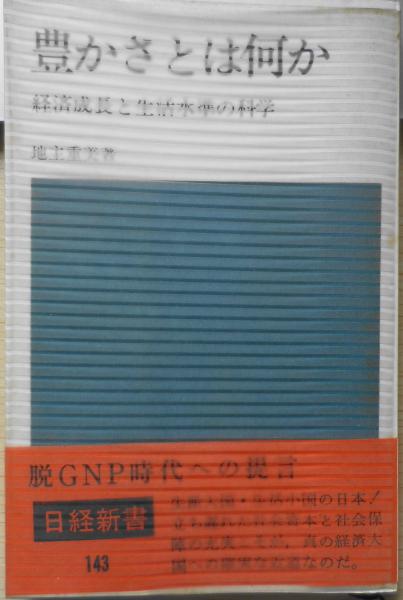 豊かさとは何か
経済成長と生活水準の科学
地主重美著
脱GNP時代への提言
日経新書
143
生産大国・生活小国の日本！
立ち遅れた社会資本と社会保
障の充実こそが，真の経済大
国への確実な近道なのだ。